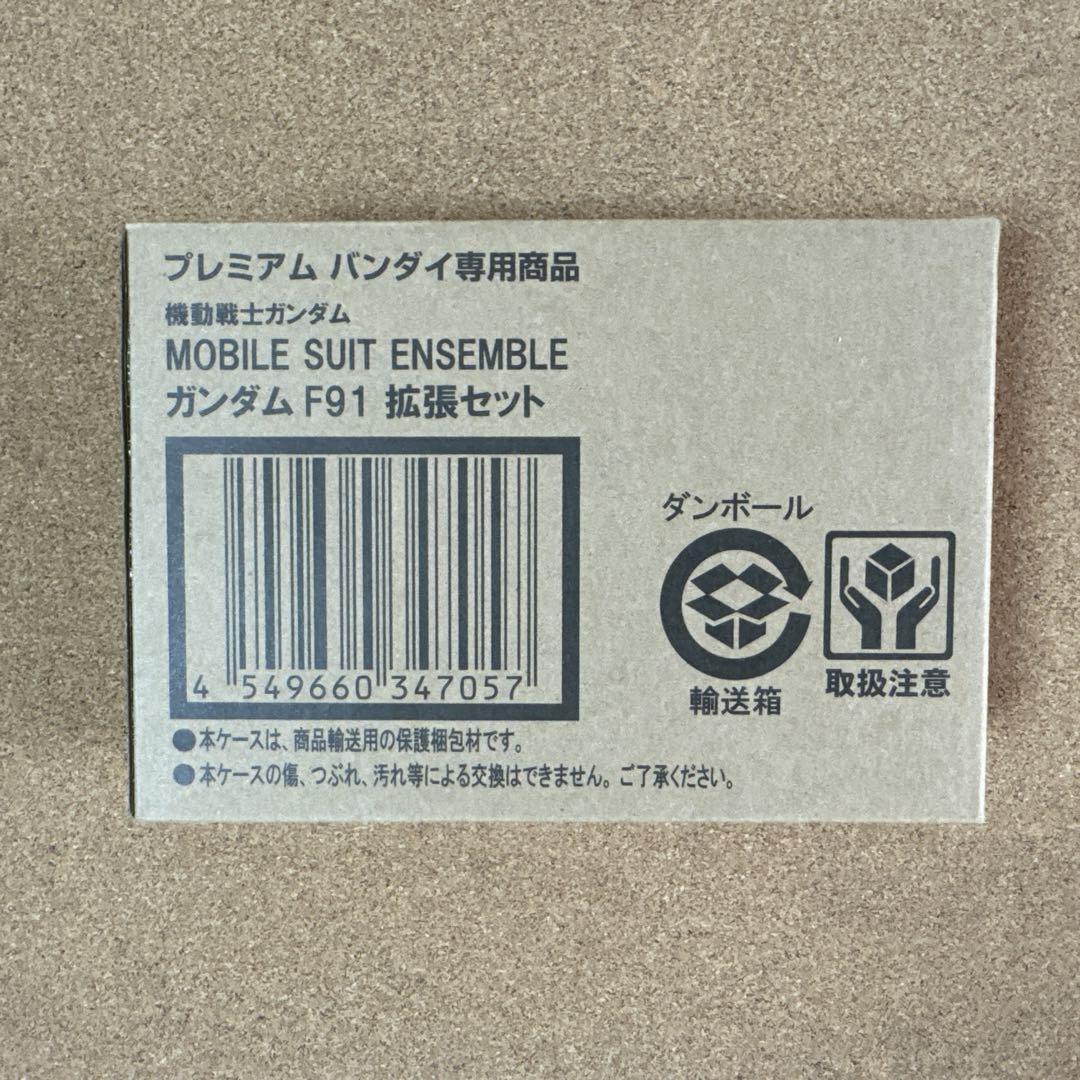 プレミアム バンダイ専用商品
機動戦士ガンダム
MOBILE SUIT ENSEMBLE
ガンダム F91 拡張セット
4 549660 347057
ダンボール
輸送箱
取扱注意
●本ケースは、商品輸送用の保護梱包材です。
●本ケースの傷、つぶれ、汚れ等による交換はできません。ご了承ください。